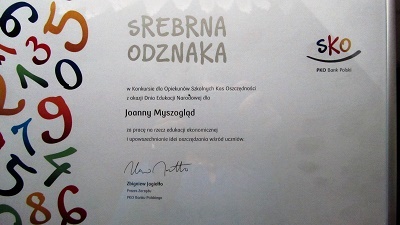 SREBRNA
ODZNAKA
w Konkursie dla Opiekunów Szkolnych Kas Oszczędności
z okazji Dnia Edukacji Narodowej dla
Joanny Myszogląd
za pracę na rzecz edukacji ekonomicznej
i upowszechnianie idei oszczędzania wśród uczniów.
Zbigniew Jagiełło
Prezes Zarządu
PKO Banku Polskiego
SKO
PKO Bank Polski